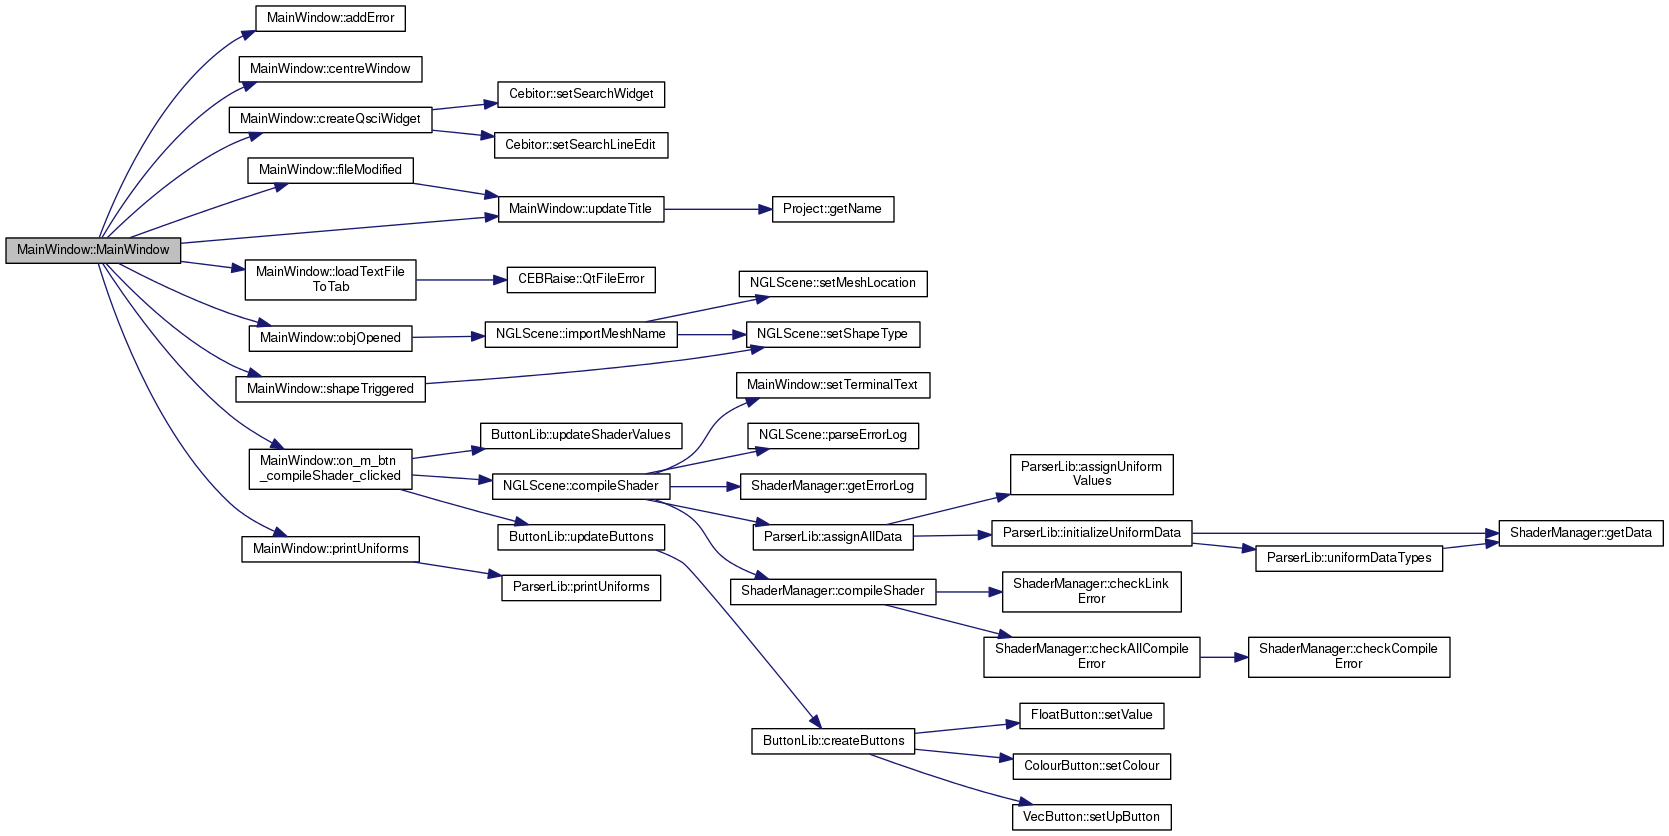 MainWindow::addError
MainWindow::centreWindow
Cebitor::setSearchWidget
MainWindow::createQsciWidget
Cebitor::setSearchLineEdit
MainWindow::fileModified
MainWindow::updateTitle
Project::getName
MainWindow::MainWindow
MainWindow::loadTextFile
ToTab
CEBRaise::QtFileError
NGLScene::setMeshLocation
MainWindow::objOpened
NGLScene::importMeshName
NGLScene::setShapeType
MainWindow::shapeTriggered
MainWindow::setTerminalText
ButtonLib::updateShaderValues
NGLScene::parseErrorLog
MainWindow::on_m_btn
_compileShader_clicked
NGLScene::compileShader
ShaderManager::getErrorLog
ParserLib::assignUniform
Values
ButtonLib::updateButtons
ParserLib::assignAllData
ParserLib::initializeUniformData
ShaderManager::getData
MainWindow::printUniforms
ParserLib::uniformDataTypes
ParserLib::printUniforms
ShaderManager::compileShader
ShaderManager::checkLink
Error
ShaderManager::checkAllCompile
Error
ShaderManager::checkCompile
Error
FloatButton::setValue
ButtonLib::createButtons
ColourButton::setColour
VecButton::setUpButton